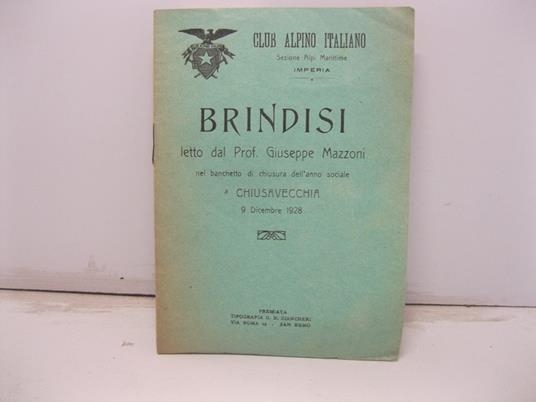 CLUB ALPINO ITALIANO
Sezione Alpi Marittime
IMPERIA
BRINDISI
letto dal Prof. Giuseppe Mazzoni
nel banchetto di chiusura dell'anno sociale
a CHIUSAVECCHIA
9 Dicembre 1928
PREMIATA
TIPOGRAFIA G. B. GIANCHERI
VIA ROMA - SAN REMO